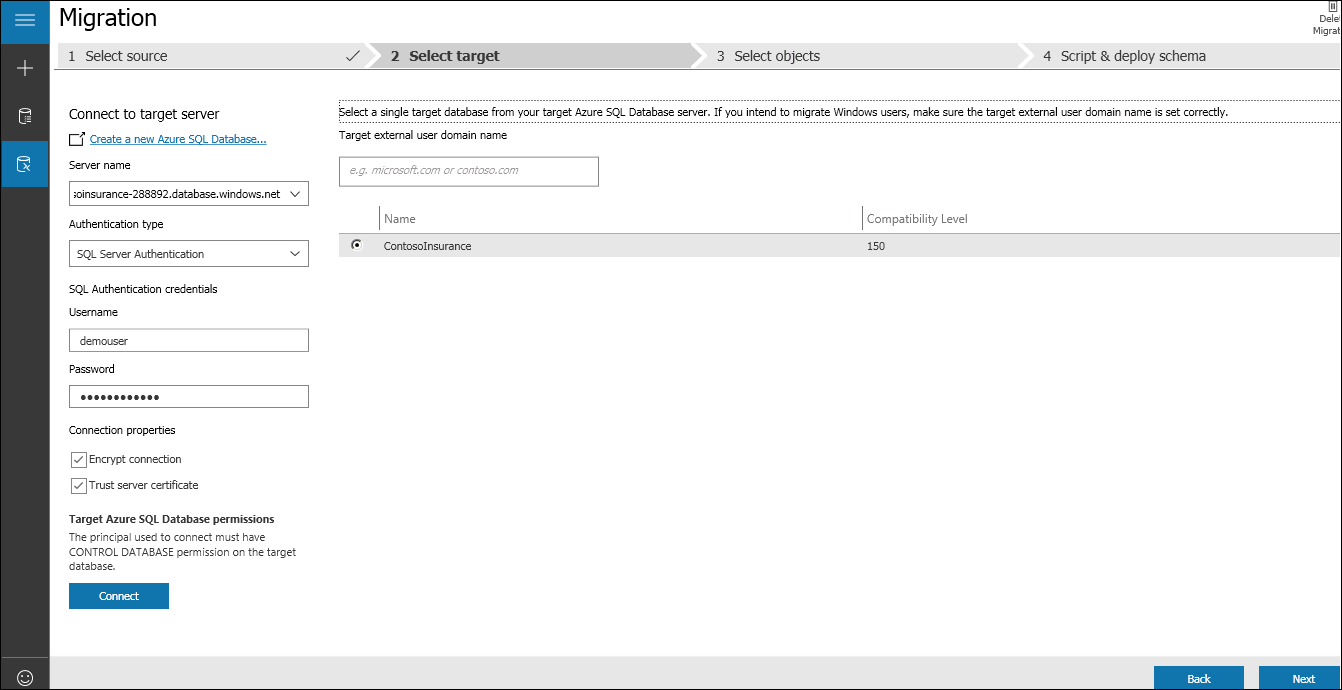 Migration
Dele
Migrat
1 Select source
2 Select target
3 Select objects
4 Script & deploy schema
Connect to target server
Create a new Azure SQL Database...
Server name
soinsurance-288892.database.windows.net
Authentication type
SQL Server Authentication
SQL Authentication credentials
Username
demouser
Password
●●●●●●●●●●●●
Connection properties
Encrypt connection
Trust server certificate
Target Azure SQL Database permissions
The principal used to connect must have
CONTROL DATABASE permission on the target
database.
Connect
Select a single target database from your target Azure SQL Database server. If you intend to migrate Windows users, make sure the target external user domain name is set correctly.
Target external user domain name
e.g. microsoft.com or contoso.com
Name
Compatibility Level
ContosoInsurance
150
Back
Next